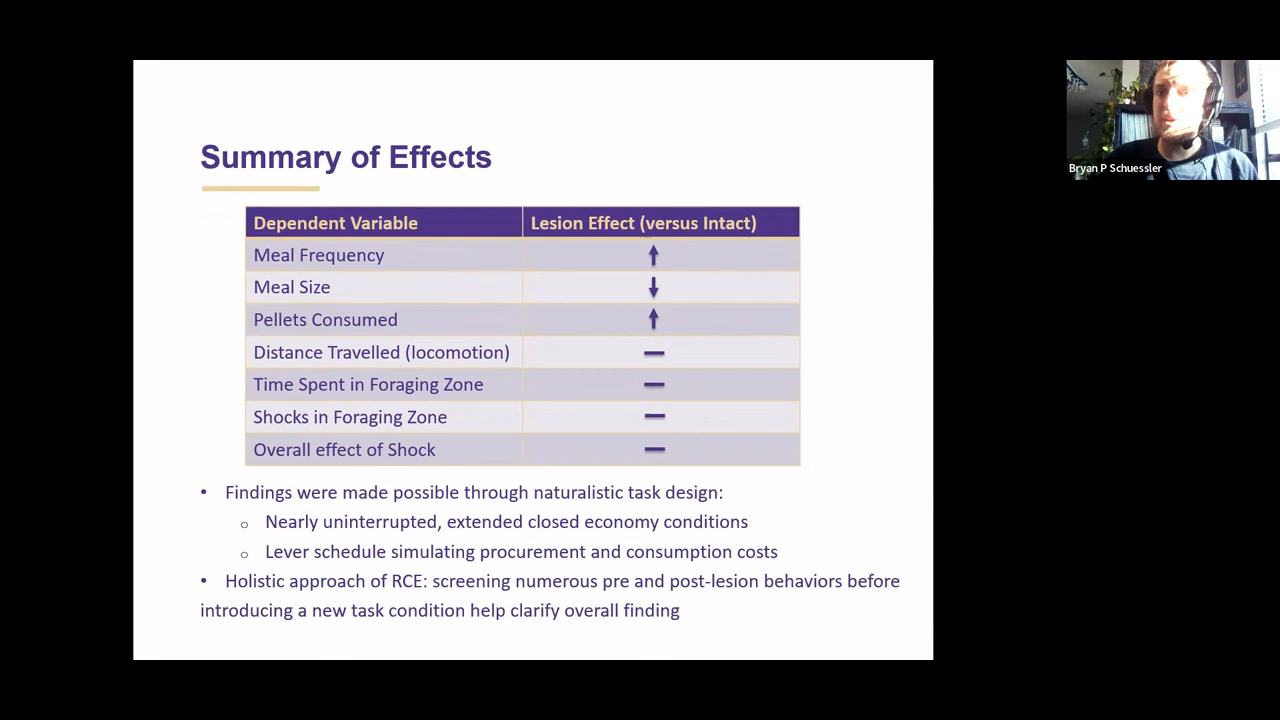 Summary of Effects
Dependent Variable Lesion Effect (versus Intact)
Meal Frequency ↑
Meal Size ↓
Pellets Consumed ↑
Distance Travelled (locomotion) —
Time Spent in Foraging Zone —
Shocks in Foraging Zone —
Overall effect of Shock —
• Findings were made possible through naturalistic task design:
o Nearly uninterrupted, extended closed economy conditions
o Lever schedule simulating procurement and consumption costs
• Holistic approach of RCE: screening numerous pre and post-lesion behaviors before
introducing a new task condition help clarify overall finding
Bryan P Schuessler